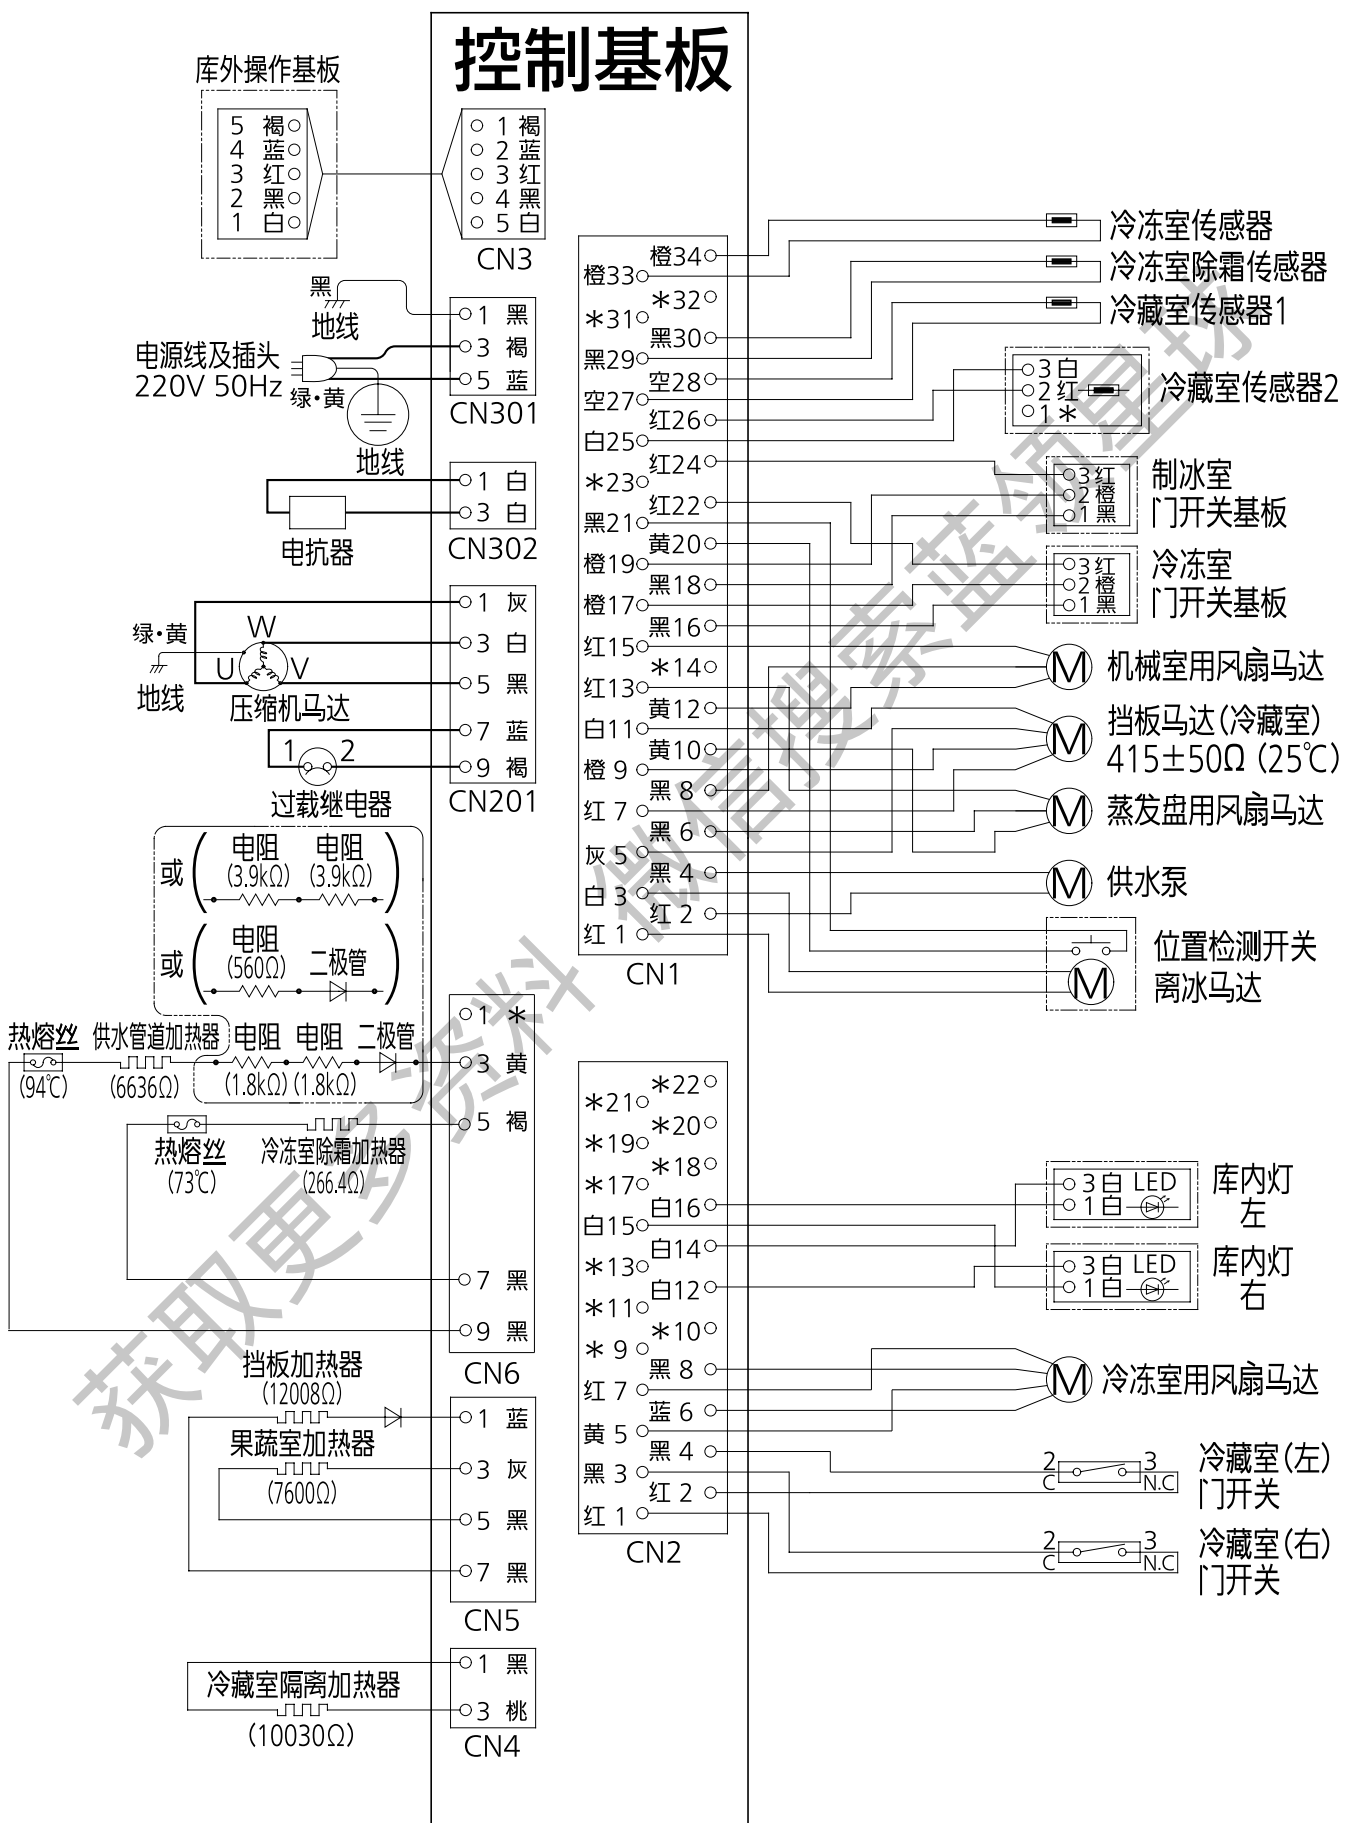 控制基板
库外操作基板
5 褐
4 蓝
3 红
2 黑
1 白
1 褐
2 蓝
3 红
4 黑
5 白
CN3
黑
地线
电源线及插头
220V 50Hz
绿·黄
地线
1 黑
3 褐
5 蓝
CN301
1 白
3 白
CN302
电抗器
1 灰
3 白
5 黑
7 蓝
9 褐
CN201
绿·黄
地线
W
U
V
压缩机马达
1 2
过载继电器
或
电阻 电阻
(3.9kΩ) (3.9kΩ)
或
电阻
(560Ω)
二极管
热熔丝 供水管道加热器 电阻 电阻 二极管
(94℃) (6636Ω) (1.8kΩ) (1.8kΩ)
热熔丝 冷冻室除霜加热器
(73℃) (266.4Ω)
1 *
3 黄
5 褐
7 黑
9 黑
CN6
挡板加热器
(12008Ω)
果蔬室加热器
(7600Ω)
1 蓝
3 灰
5 黑
7 黑
CN5
冷藏室隔离加热器
(10030Ω)
1 黑
3 桃
CN4
橙34
橙33
*32
*31
黑30
黑29
空28
空27
红26
白25
红24
*23
红22
黑21
黄20
橙19
黑18
橙17
黑16
红15
*14
红13
黄12
白11
黄10
橙 9
黑 8
红 7
黑 6
灰 5
黑 4
白 3
红 2
红 1
CN1
冷冻室传感器
冷冻室除霜传感器
冷藏室传感器1
3 白
2 红
1 *
冷藏室传感器2
3 红
2 橙
1 黑
制冰室
门开关基板
3 红
2 橙
1 黑
冷冻室
门开关基板
M
机械室用风扇马达
M
挡板马达(冷藏室)
415±50Ω (25℃)
M
蒸发盘用风扇马达
M
供水泵
位置检测开关
M
离冰马达
*22
*21
*20
*19
*18
*17
白16
白15
白14
*13
白12
*11
*10
* 9
黑 8
红 7
蓝 6
黄 5
黑 4
黑 3
红 2
红 1
CN2
3 白 LED
1 白
库内灯
左
3 白 LED
1 白
库内灯
右
M
冷冻室用风扇马达
2 3
C N.C
冷藏室(左)
门开关
2 3
C N.C
冷藏室(右)
门开关
获取更多资料 微信搜索蓝领星球